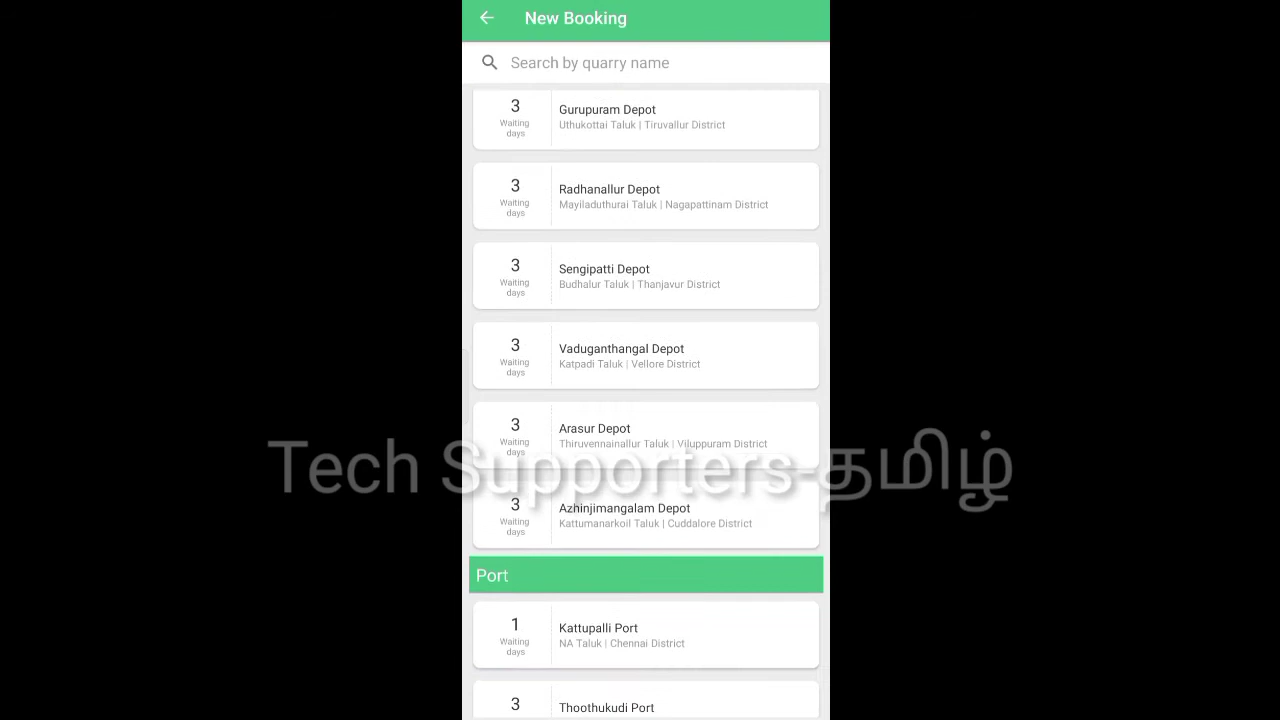 New Booking
Search by quarry name
3
Waiting
days
Gurupuram Depot
Uthukottai Taluk | Tiruvallur District
3
Waiting
days
Radhanallur Depot
Mayiladuthurai Taluk | Nagapattinam District
3
Waiting
days
Sengipatti Depot
Budhalur Taluk | Thanjavur District
3
Waiting
days
Vaduganthangal Depot
Katpadi Taluk | Vellore District
3
Waiting
days
Arasur Depot
Thiruvennainallur Taluk | Viluppuram District
Tech Supporters-தமிழ்
3
Waiting
days
Azhinjimangalam Depot
Kattumanarkoil Taluk | Cuddalore District
Port
1
Waiting
days
Kattupalli Port
NA Taluk | Chennai District
3
Thoothukudi Port